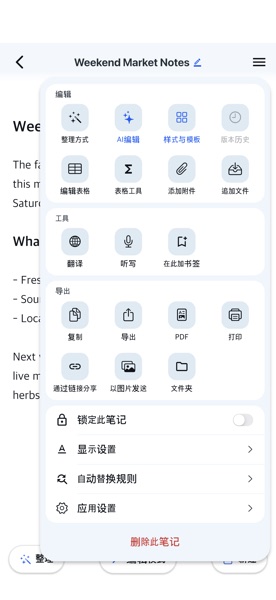 Weekend Market Notes
编辑
整理方式
AI编辑
样式与模板
版本历史
编辑表格
表格工具
添加附件
追加文件
工具
翻译
听写
在此加书签
导出
复制
导出
PDF
打印
通过链接分享
以图片发送
文件夹
锁定此笔记
显示设置
自动替换规则
应用设置
删除此笔记
The fa
this m
Satur
- Fres
- Sou
- Loca
Next
live m
herbs
整理